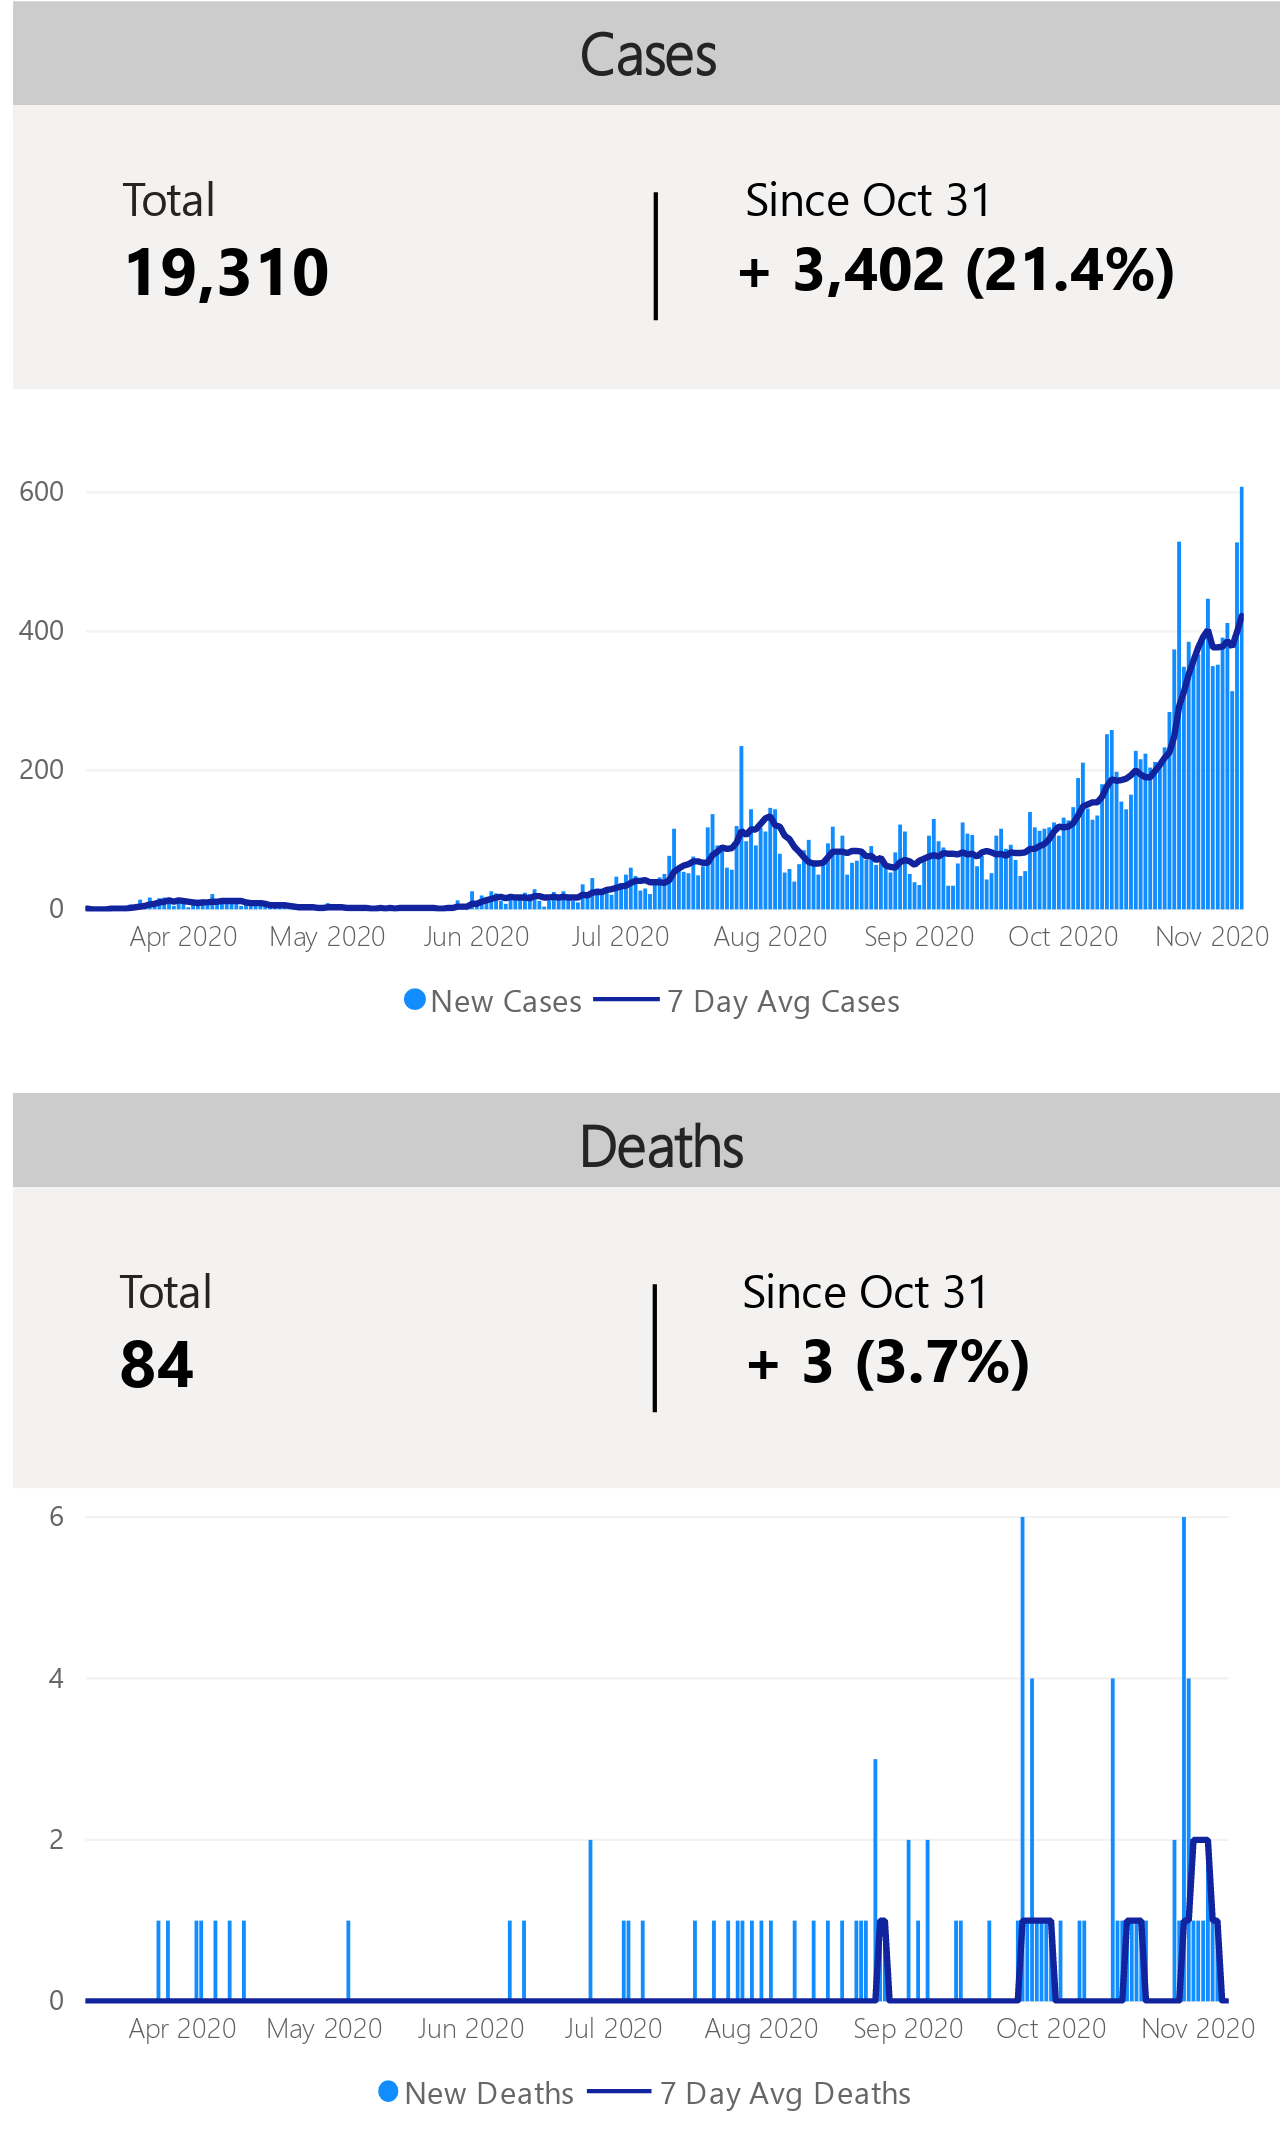 Cases
Total
Since Oct 31
19,310
+ 3,402 (21.4%)
600
400
200
0
Apr 2020 May 2020 Jun 2020 Jul 2020 Aug 2020 Sep 2020 Oct 2020 Nov 2020
New Cases 7 Day Avg Cases
Deaths
Total
Since Oct 31
84
+ 3 (3.7%)
6
4
2
0
Apr 2020 May 2020 Jun 2020 Jul 2020 Aug 2020 Sep 2020 Oct 2020 Nov 2020
New Deaths 7 Day Avg Deaths